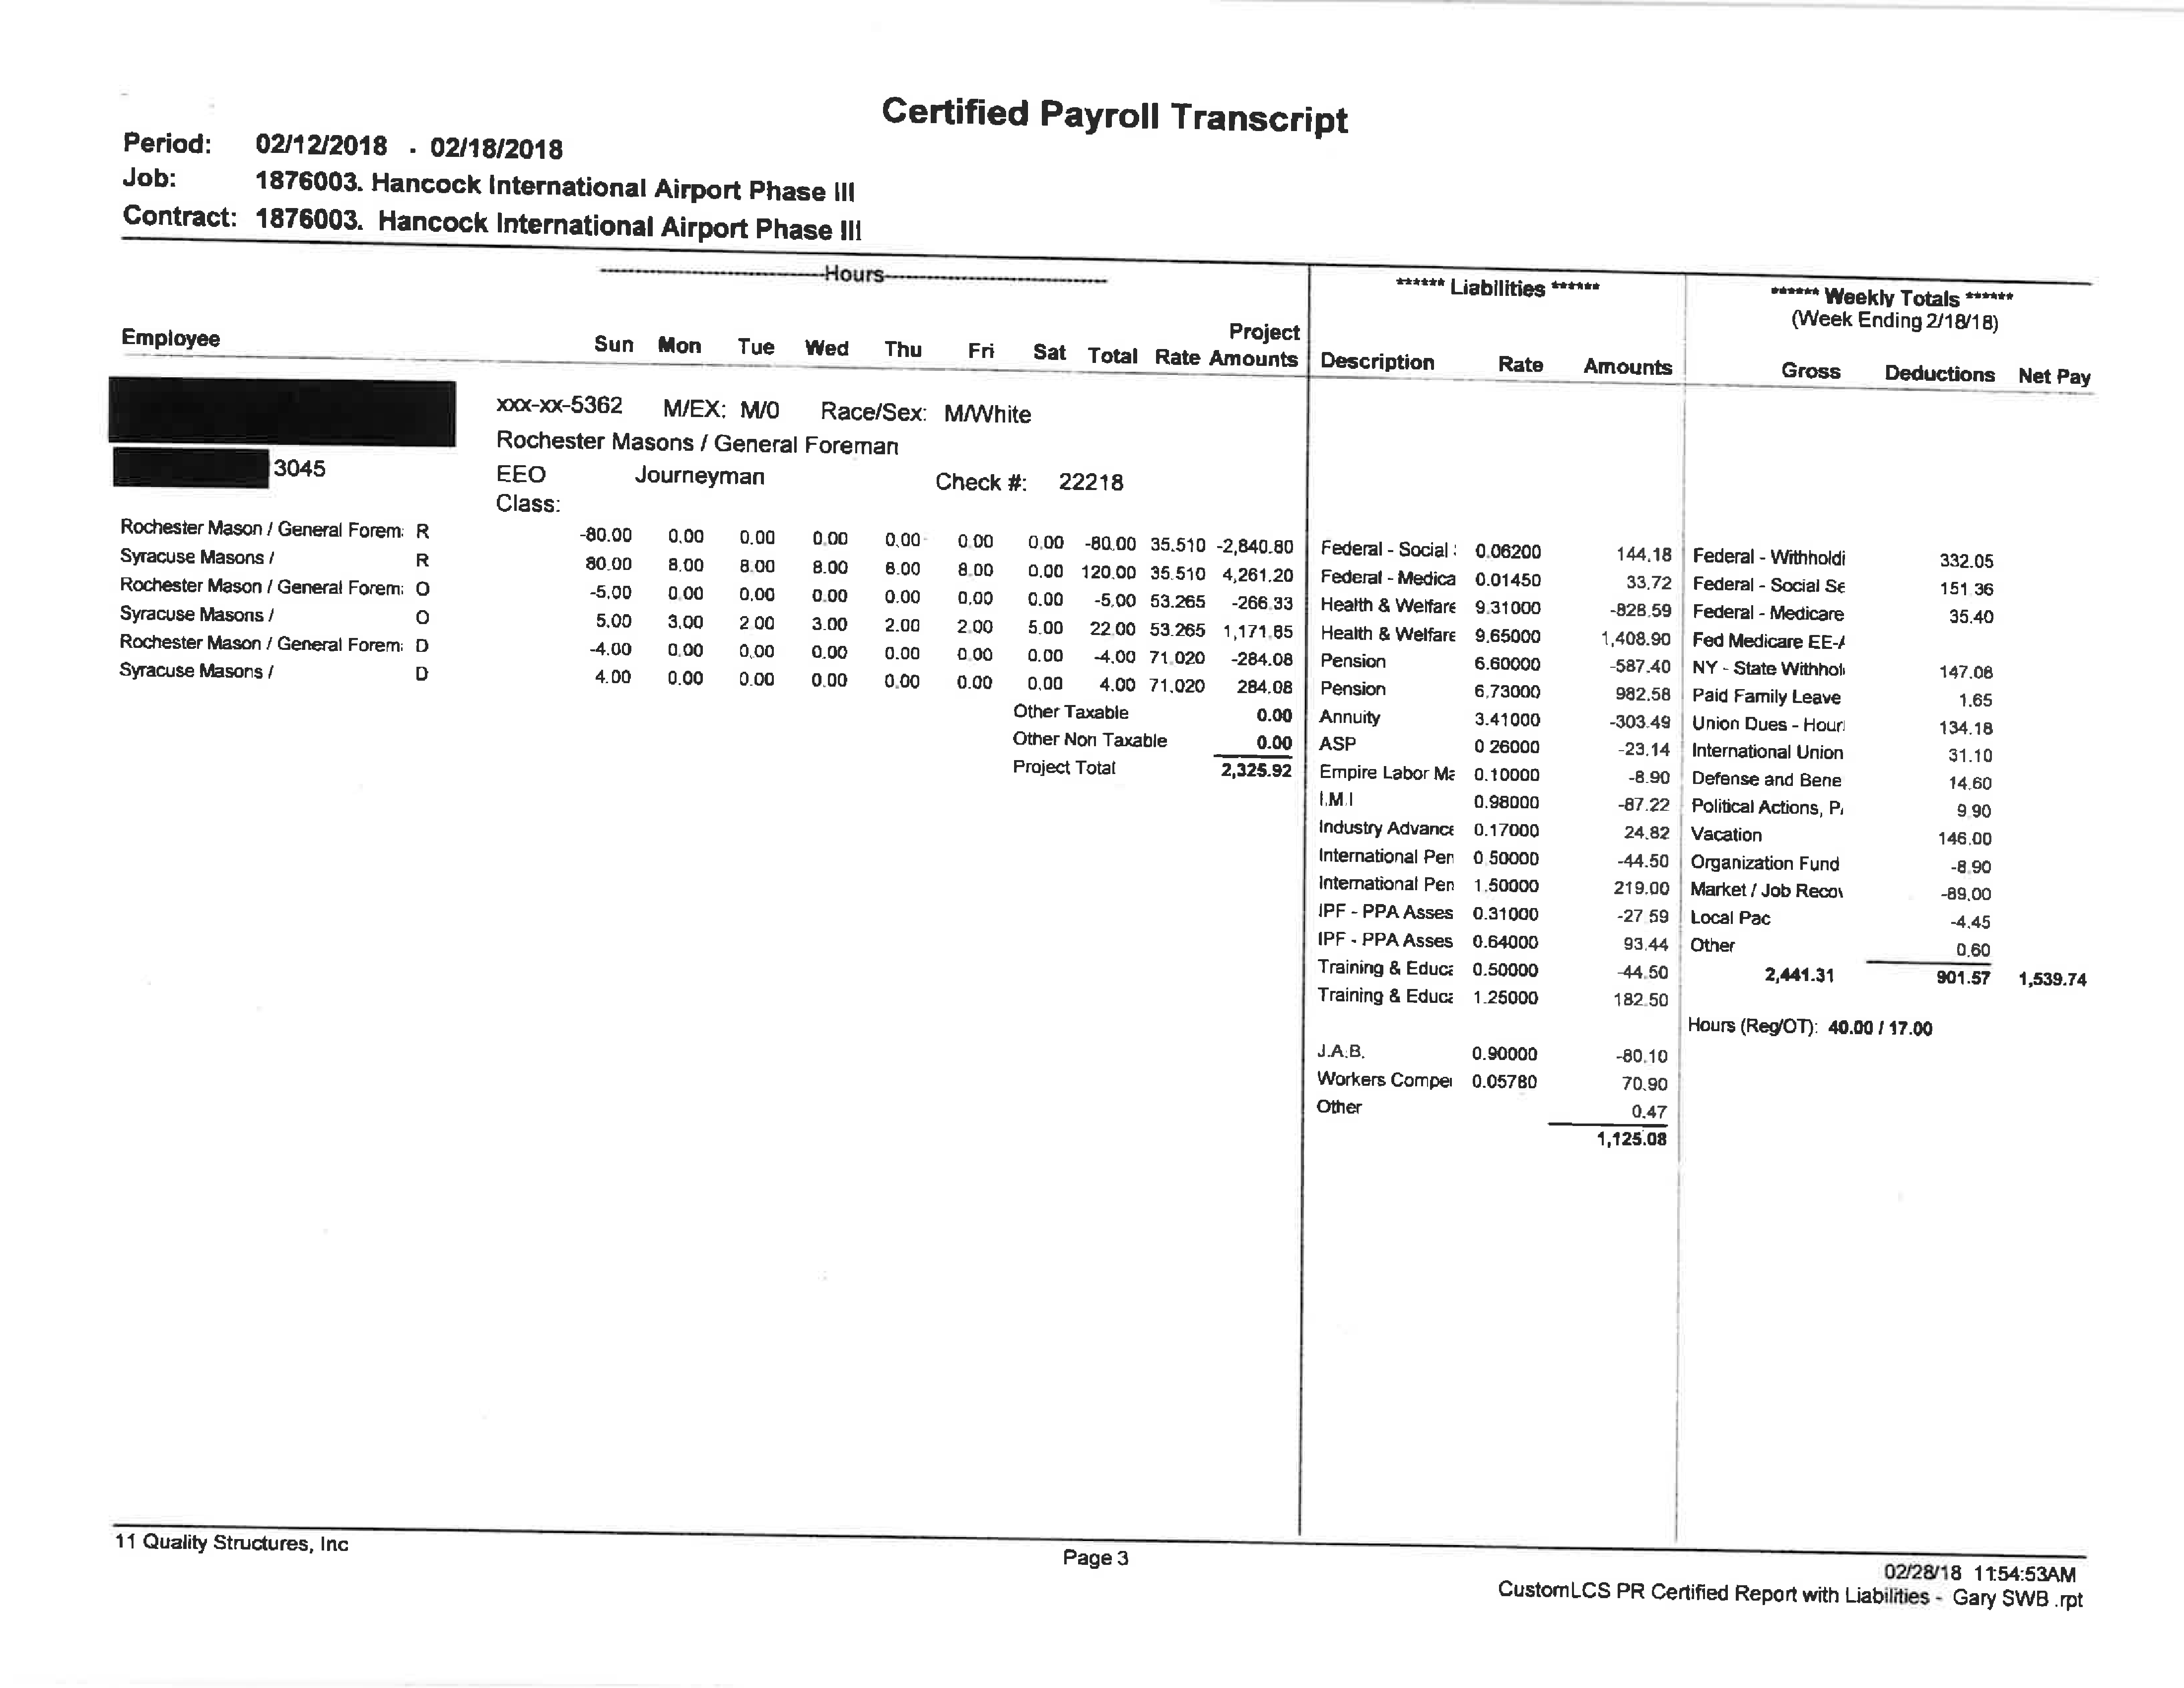 Certified Payroll Transcript
Period: 02/12/2018 - 02/18/2018
Job: 1876003. Hancock International Airport Phase III
Contract: 1876003. Hancock International Airport Phase III
-----Hours-----
****** Liabilities ******
****** Weekly Totals ******
(Week Ending 2/18/18)
Employee Sun Mon Tue Wed Thu Fri Sat Total Rate Project Amounts Description Rate Amounts Gross Deductions Net Pay
xxx-xx-5362 M/EX: M/0 Race/Sex: M/White
Rochester Masons / General Foreman
3045 EEO Class: Journeyman Check #: 22218
Rochester Mason / General Forem: R -80.00 0.00 0.00 0.00 0.00 0.00 0.00 -80.00 35.510 -2,840.80
Syracuse Masons / R 80.00 8.00 8.00 8.00 8.00 8.00 0.00 120.00 35.510 4,261.20
Rochester Mason / General Forem: O -5.00 0.00 0.00 0.00 0.00 0.00 0.00 -5.00 53.265 -266.33
Syracuse Masons / O 5.00 3.00 2.00 3.00 2.00 2.00 5.00 22.00 53.265 1,171.85
Rochester Mason / General Forem: D -4.00 0.00 0.00 0.00 0.00 0.00 0.00 -4.00 71.020 -284.08
Syracuse Masons / D 4.00 0.00 0.00 0.00 0.00 0.00 0.00 4.00 71.020 284.08
Other Taxable 0.00
Other Non Taxable 0.00
Project Total 2,325.92
Federal - Social : 0.06200 144.18
Federal - Medica 0.01450 33.72
Health & Welfare 9.31000 -828.59
Health & Welfare 9.65000 1,408.90
Pension 6.60000 -587.40
Pension 6.73000 982.58
Annuity 3.41000 -303.49
ASP 0.26000 -23.14
Empire Labor Ma 0.10000 -8.90
I.M.I 0.98000 -87.22
Industry Advance 0.17000 24.82
International Pen 0.50000 -44.50
International Pen 1.50000 219.00
IPF - PPA Asses 0.31000 -27.59
IPF - PPA Asses 0.64000 93.44
Training & Educa 0.50000 -44.50
Training & Educa 1.25000 182.50
J.A.B. 0.90000 -80.10
Workers Compe 0.05780 70.90
Other 0.47
1,125.08
Federal - Withholdi 332.05
Federal - Social Se 151.36
Federal - Medicare 35.40
Fed Medicare EE-A
NY - State Withhol 147.08
Paid Family Leave 1.65
Union Dues - Hour 134.18
International Union 31.10
Defense and Bene 14.60
Political Actions, P 9.90
Vacation 146.00
Organization Fund -8.90
Market / Job Recov -89.00
Local Pac -4.45
Other 0.60
2,441.31 901.57 1,539.74
Hours (Reg/OT): 40.00 / 17.00
11 Quality Structures, Inc
Page 3
02/28/18 11:54:53AM
CustomLCS PR Certified Report with Liabilities - Gary SWB .rpt